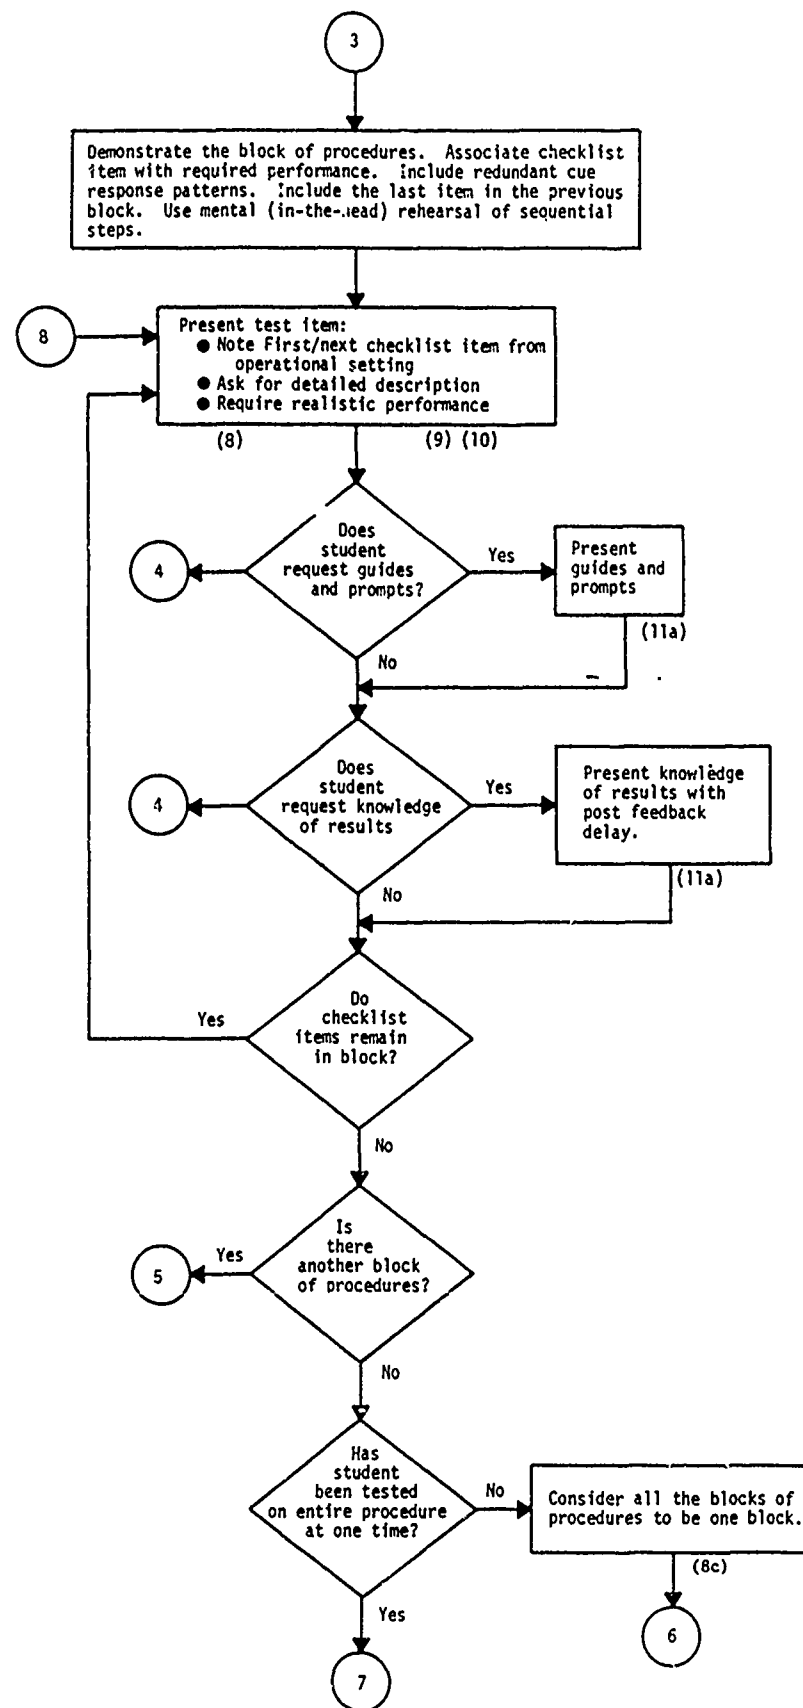 3
Demonstrate the block of procedures. Associate checklist
item with required performance. Include redundant cue
response patterns. Include the last item in the previous
block. Use mental (in-the-head) rehearsal of sequential
steps.
8
Present test item:
● Note First/next checklist item from
operational setting
● Ask for detailed description
● Require realistic performance
(8) (9) (10)
Does
student
request guides
and prompts?
4
Yes
Present
guides and
prompts
(11a)
No
Does
student
request knowledge
of results
4
Yes
Present knowledge
of results with
post feedback
delay.
(11a)
No
Do
checklist
items remain
in block?
Yes
No
Is
there
another block
of procedures?
Yes
5
No
Has
student
been tested
on entire procedure
at one time?
No
Consider all the blocks of
procedures to be one block.
(8c)
Yes
6
7